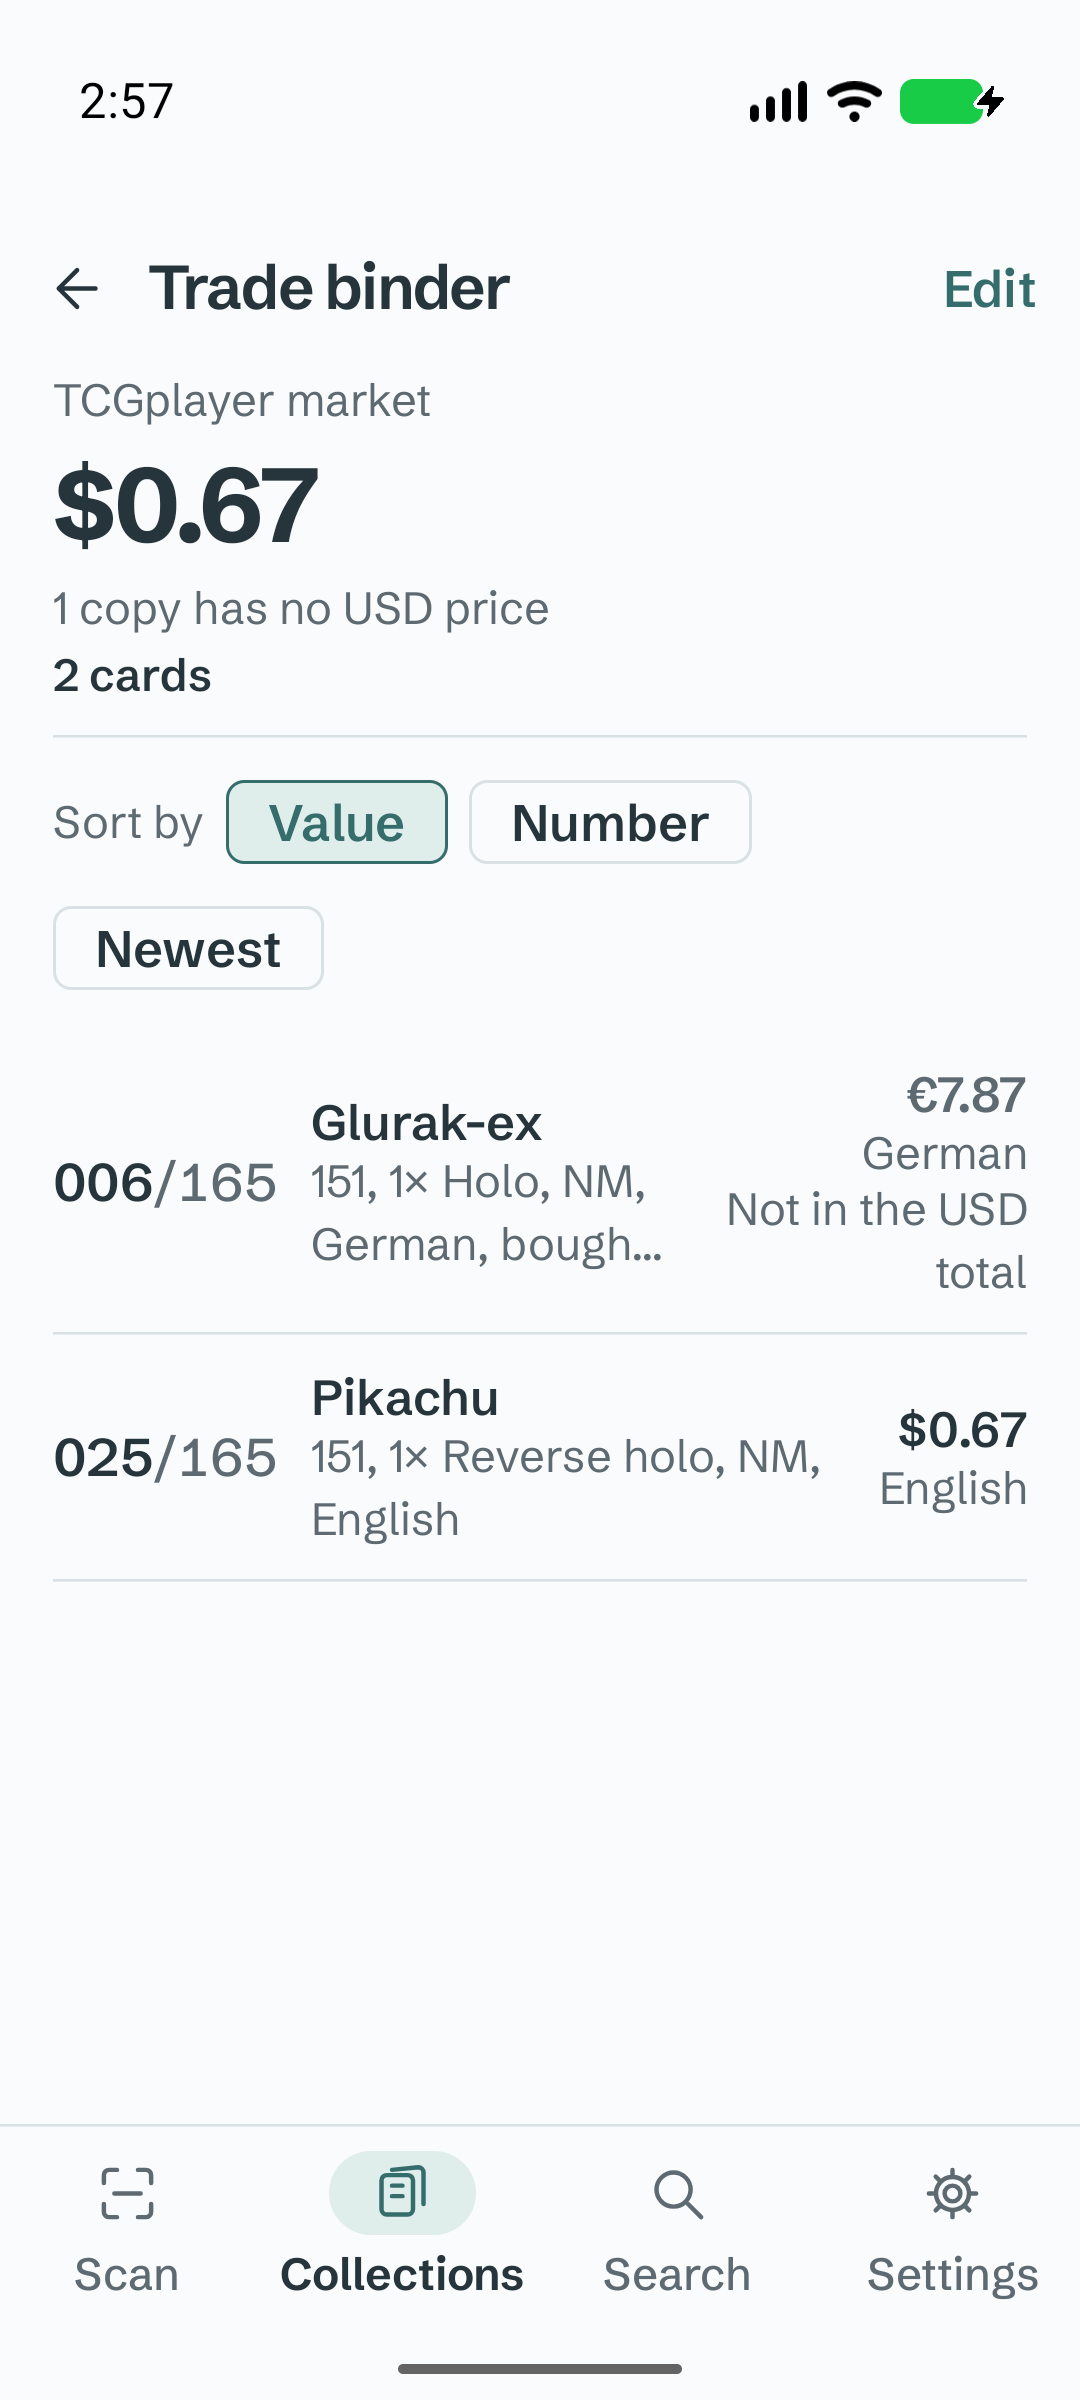 2:57
Trade binder
Edit
TCGplayer market
$0.67
1 copy has no USD price
2 cards
Sort by
Value
Number
Newest
006/165
Glurak-ex
151, 1× Holo, NM,
German, bough...
€7.87
German
Not in the USD
total
025/165
Pikachu
151, 1× Reverse holo, NM,
English
$0.67
English
Scan
Collections
Search
Settings